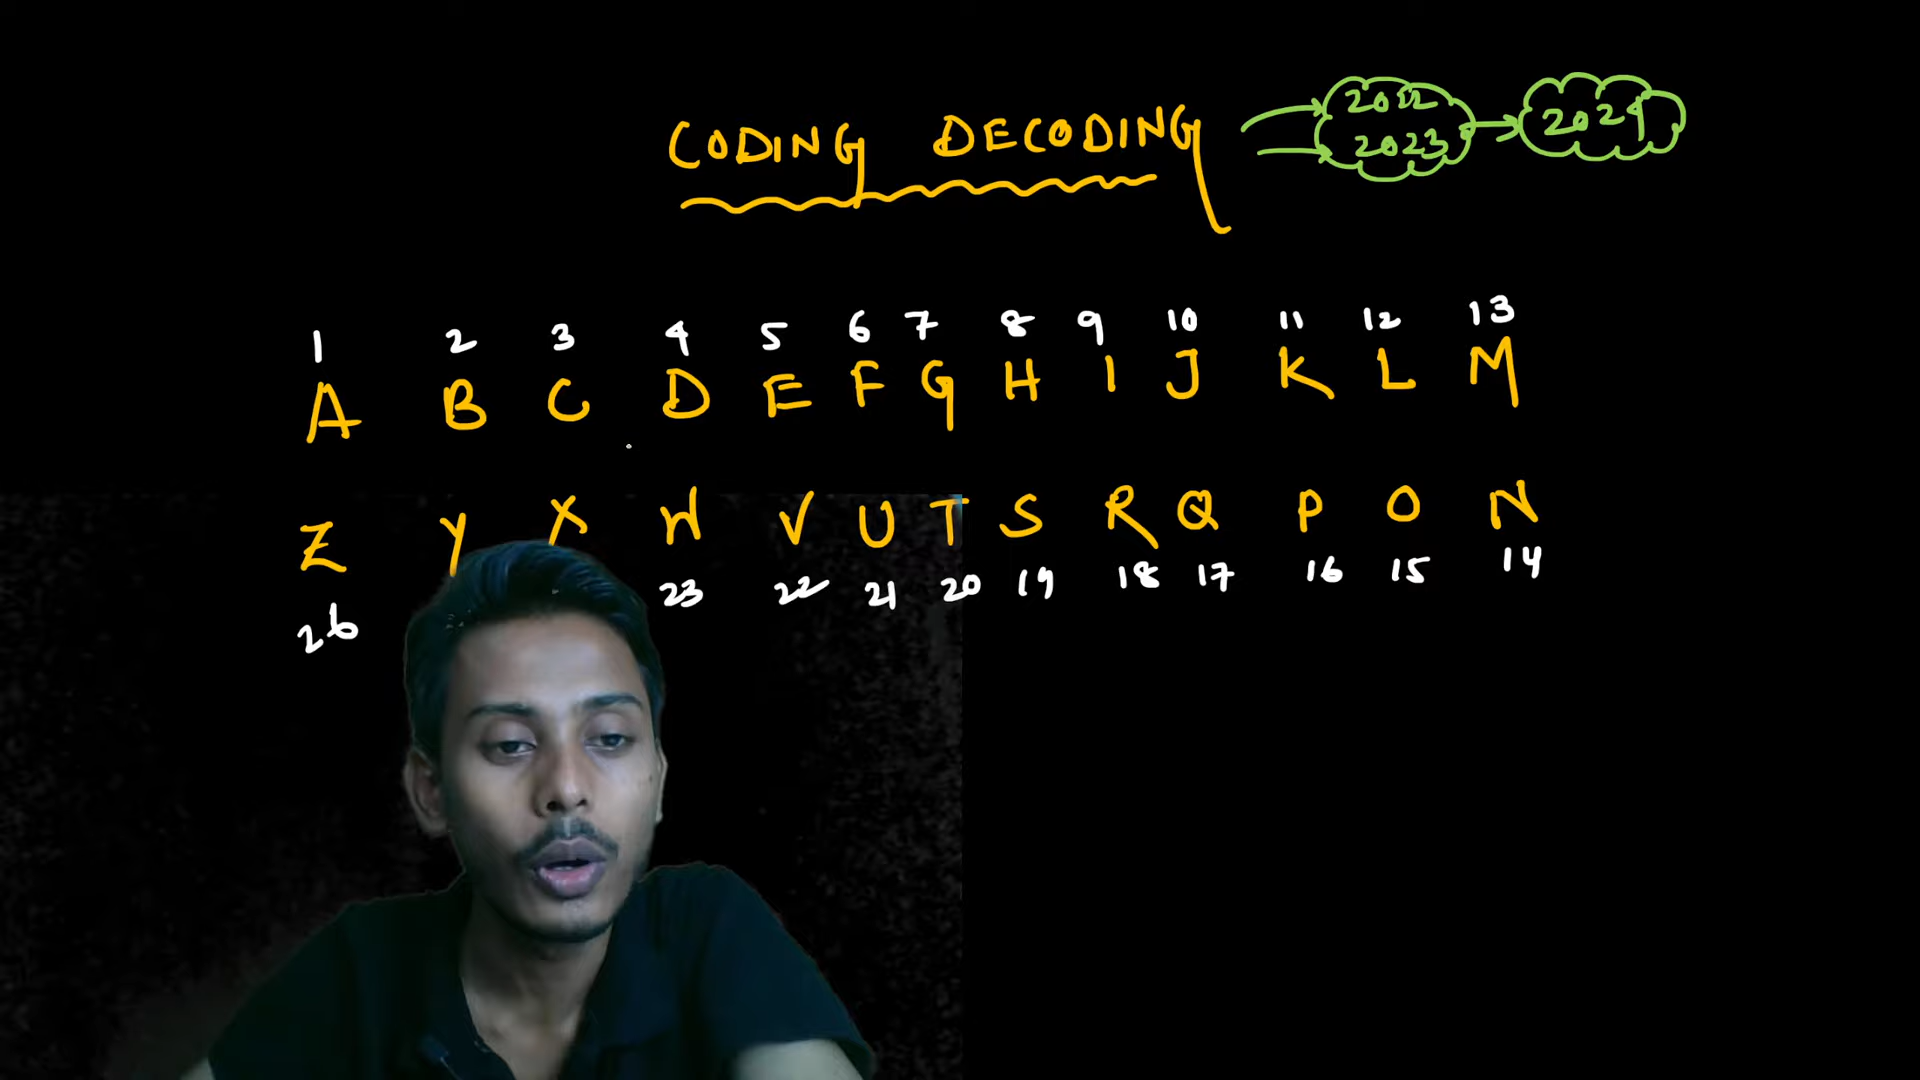 CODING DECODING
2022
2023
2024
1 2 3 4 5 6 7 8 9 10 11 12 13
A B C D E F G H I J K L M
Z Y X W V U T S R Q P O N
26 23 22 21 20 19 18 17 16 15 14